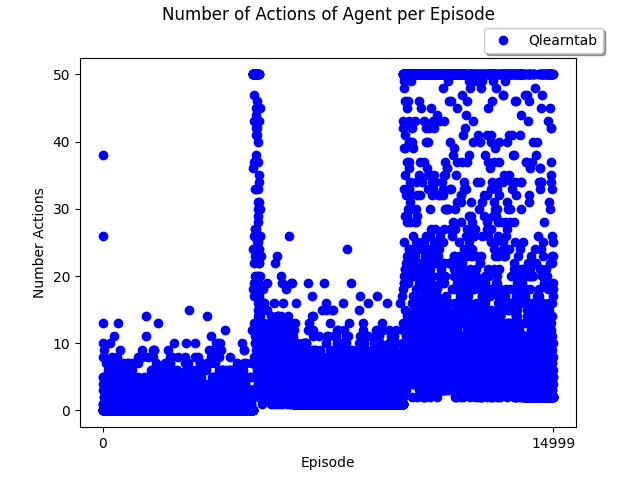 Number of Actions of Agent per Episode
Qlearntab
50
40
30
20
10
0
Number Actions
0 14999
Episode